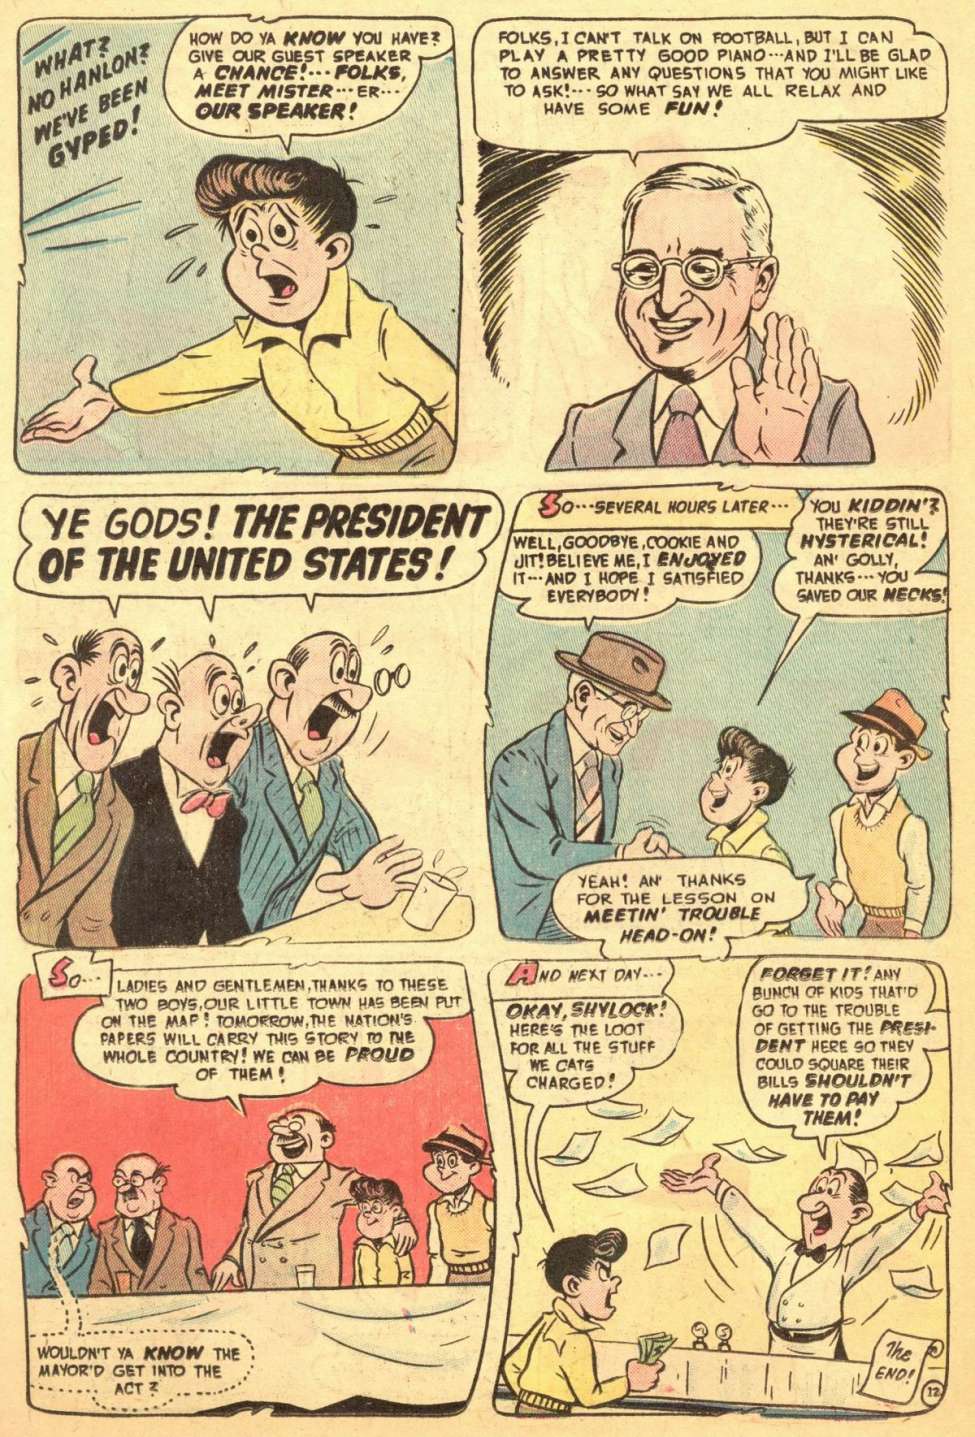 WHAT?
NO HANLON?
WE'VE BEEN
GYPED!
HOW DO YA KNOW YOU HAVE?
GIVE OUR GUEST SPEAKER
A CHANCE!... FOLKS,
MEET MISTER... ER...
OUR SPEAKER!
FOLKS, I CAN'T TALK ON FOOTBALL, BUT I CAN
PLAY A PRETTY GOOD PIANO... AND I'LL BE GLAD
TO ANSWER ANY QUESTIONS THAT YOU MIGHT LIKE
TO ASK!... SO WHAT SAY WE ALL RELAX AND
HAVE SOME FUN!
YE GODS! THE PRESIDENT
OF THE UNITED STATES!
SO... SEVERAL HOURS LATER...
WELL, GOODBYE, COOKIE AND
JIT! BELIEVE ME, I ENJOYED
IT... AND I HOPE I SATISFIED
EVERYBODY!
YOU KIDDIN'?
THEY'RE STILL
HYSTERICAL!
AN' GOLLY,
THANKS... YOU
SAVED OUR NECKS!
YEAH! AN' THANKS
FOR THE LESSON ON
MEETIN' TROUBLE
HEAD-ON!
SO...
LADIES AND GENTLEMEN, THANKS TO THESE
TWO BOYS, OUR LITTLE TOWN HAS BEEN PUT
ON THE MAP! TOMORROW, THE NATION'S
PAPERS WILL CARRY THIS STORY TO THE
WHOLE COUNTRY! WE CAN BE PROUD
OF THEM!
WOULDN'T YA KNOW THE
MAYOR'D GET INTO THE
ACT?
AND NEXT DAY...
OKAY, SHYLOCK!
HERE'S THE LOOT
FOR ALL THE STUFF
WE CATS
CHARGED!
FORGET IT! ANY
BUNCH OF KIDS THAT'D
GO TO THE TROUBLE
OF GETTING THE PRESI-
DENT HERE SO THEY
COULD SQUARE THEIR
BILLS SHOULDN'T
HAVE TO PAY
THEM!
THE
END!
12